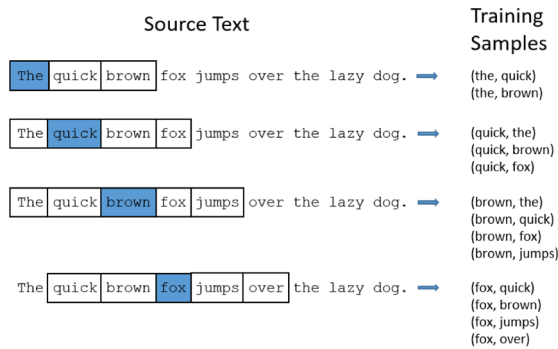 Source Text
Training
Samples
The quick brown fox jumps over the lazy dog.
(the, quick)
(the, brown)
The quick brown fox jumps over the lazy dog.
(quick, the)
(quick, brown)
(quick, fox)
The quick brown fox jumps over the lazy dog.
(brown, the)
(brown, quick)
(brown, fox)
(brown, jumps)
The quick brown fox jumps over the lazy dog.
(fox, quick)
(fox, brown)
(fox, jumps)
(fox, over)